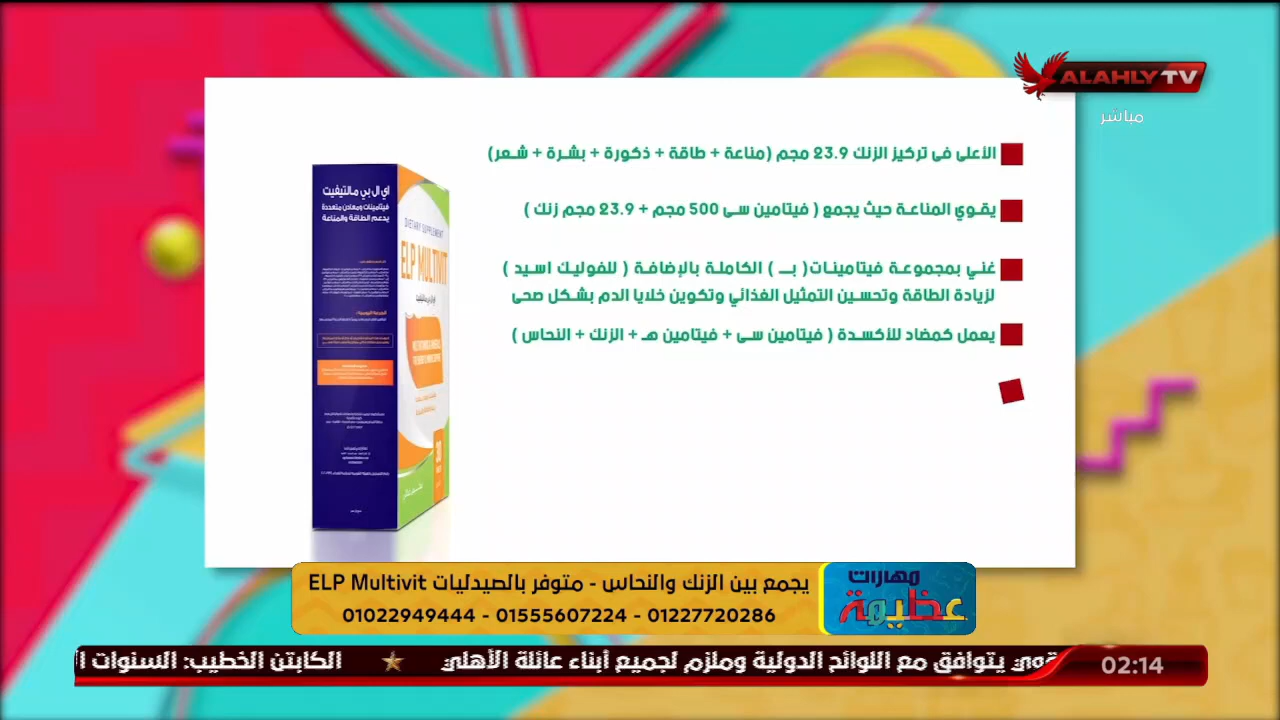 ALAHLY TV
مباشر
الأعلى فى تركيز الزنك 23.9 مجم (مناعة + طاقة + ذكورة + بشرة + شعر)
يقوي المناعة حيث يجمع ( فيتامين سى 500 مجم + 23.9 مجم زنك )
غني بمجموعة فيتامينات ب الكاملة بالإضافة ( للفوليك اسيد )
لزيادة الطاقة وتحسين التمثيل الغذائي وتكوين خلايا الدم بشكل صحى
يعمل كمضاد للأكسدة ( فيتامين سى + فيتامين هـ + الزنك + النحاس )
اي ال بي مالتيفيت
فيتامينات ومعادن متعددة
يدعم الطاقة والمناعة
DIETARY SUPPLEMENT
ELP MULTIVIT
30
مهارات
عظيمة
يجمع بين الزنك والنحاس - متوفر بالصيدليات ELP Multivit
01022949444 - 01555607224 - 01227720286
قوي يتوافق مع اللوائح الدولية وملزم لجميع أبناء عائلة الأهلي
الكابتن الخطيب: السنوات ا
02:14